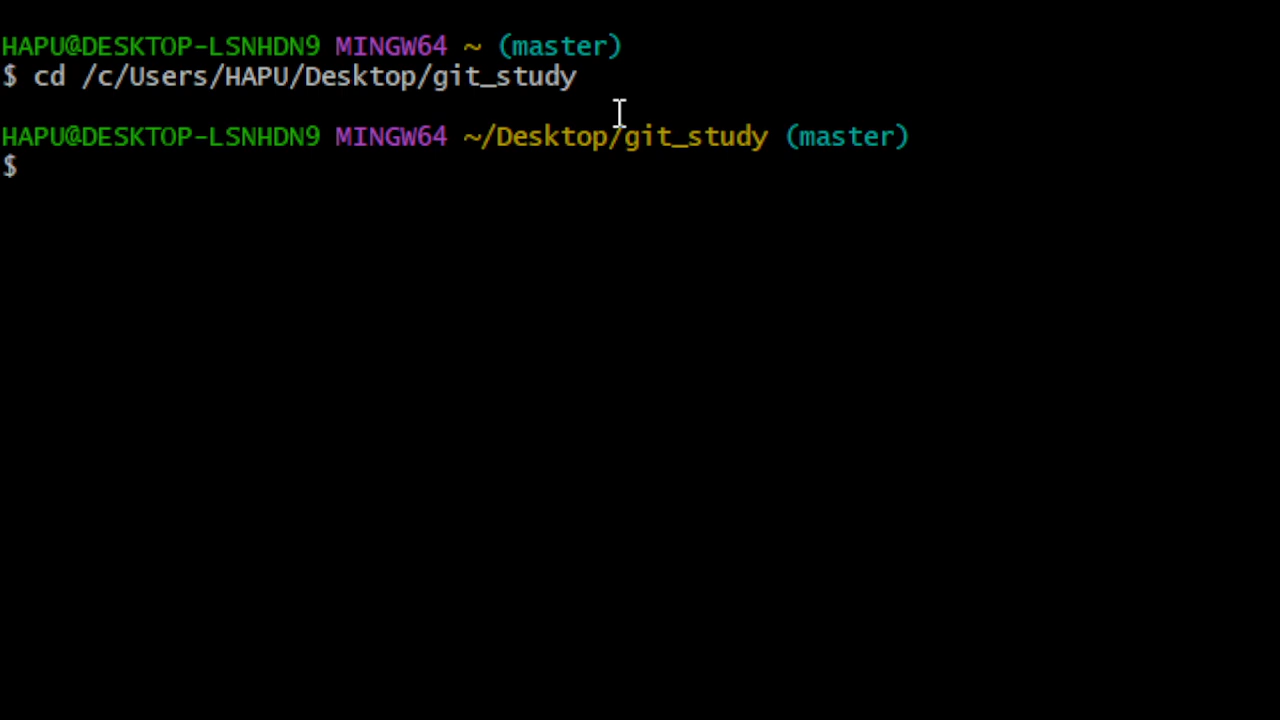 HAPU@DESKTOP-LSNHDN9 MINGW64 ~ (master)
$ cd /c/Users/HAPU/Desktop/git_study
HAPU@DESKTOP-LSNHDN9 MINGW64 ~/Desktop/git_study (master)
$